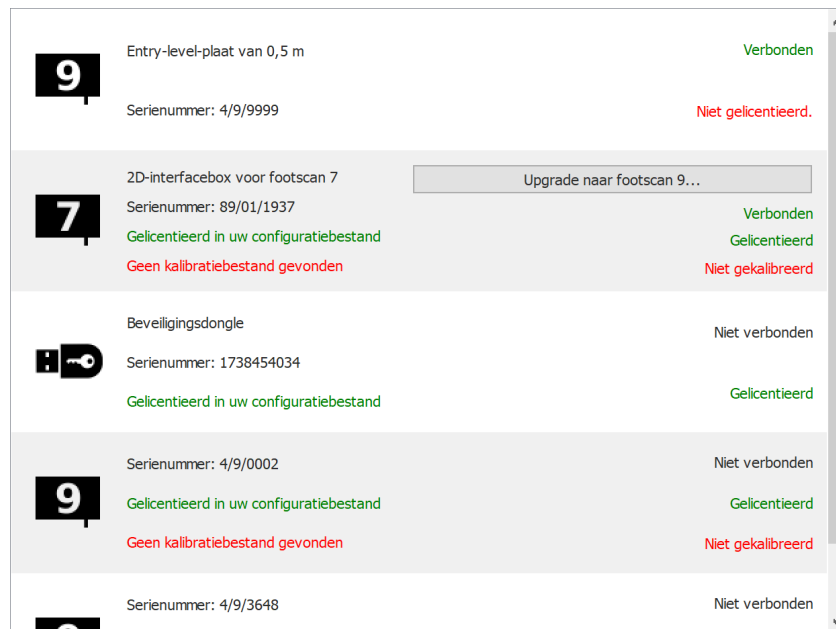 9
Entry-level-plaat van 0,5 m
Verbonden
Serienummer: 4/9/9999
Niet gelicentieerd.
7
2D-interfacebox voor footscan 7
Upgrade naar footscan 9...
Serienummer: 89/01/1937
Verbonden
Gelicentieerd in uw configuratiebestand
Gelicentieerd
Geen kalibratiebestand gevonden
Niet gekalibreerd
Beveiligingsdongle
Niet verbonden
Serienummer: 1738454034
Gelicentieerd in uw configuratiebestand
Gelicentieerd
9
Serienummer: 4/9/0002
Niet verbonden
Gelicentieerd in uw configuratiebestand
Gelicentieerd
Geen kalibratiebestand gevonden
Niet gekalibreerd
Serienummer: 4/9/3648
Niet verbonden